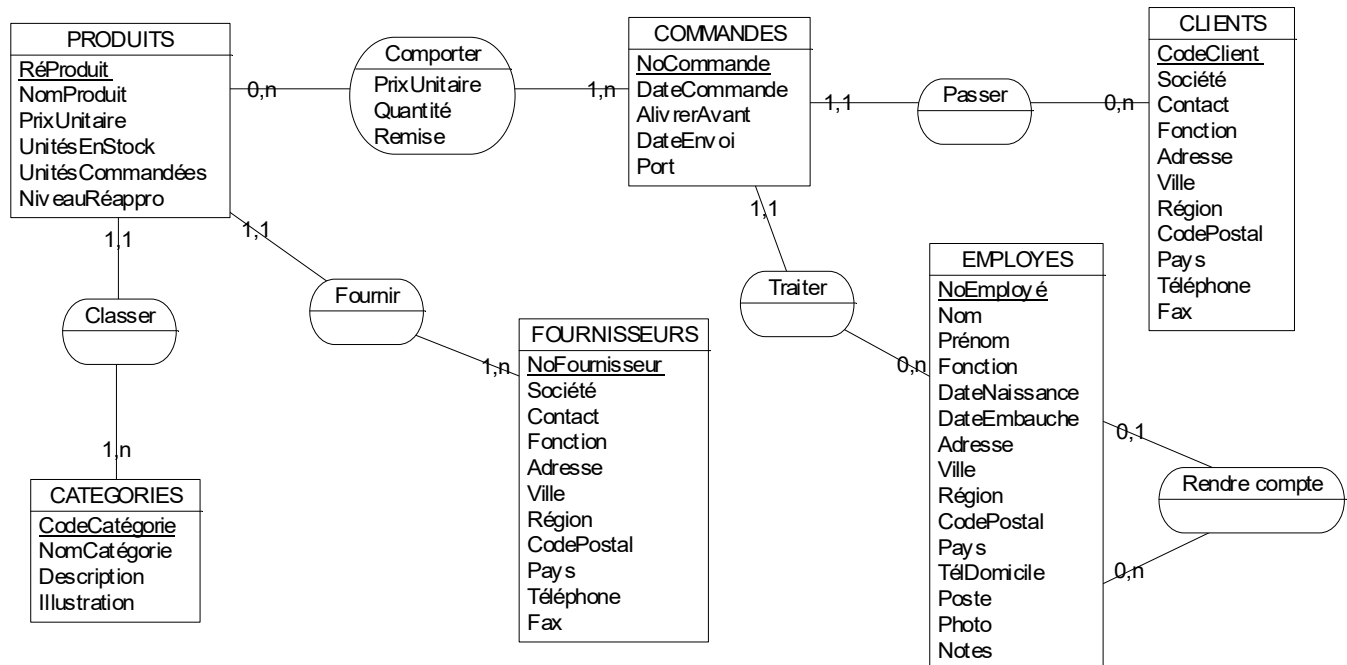 PRODUITS
RéProduit
NomProduit
PrixUnitaire
UnitésEnStock
UnitésCommandées
NiveauRéappro
0,n
Comporter
PrixUnitaire
Quantité
Remise
1,n
COMMANDES
NoCommande
DateCommande
AlivrerAvant
DateEnvoi
Port
1,1
Passer
0,n
CLIENTS
CodeClient
Société
Contact
Fonction
Adresse
Ville
Région
CodePostal
Pays
Téléphone
Fax
1,1
Classer
1,n
CATEGORIES
CodeCatégorie
NomCatégorie
Description
Illustration
1,1
Fournir
1,n
FOURNISSEURS
NoFournisseur
Société
Contact
Fonction
Adresse
Ville
Région
CodePostal
Pays
Téléphone
Fax
1,1
Traiter
0,n
EMPLOYES
NoEmployé
Nom
Prénom
Fonction
DateNaissance
DateEmbauche
Adresse
Ville
Région
CodePostal
Pays
TélDomicile
Poste
Photo
Notes
0,1
Rendre compte
0,n